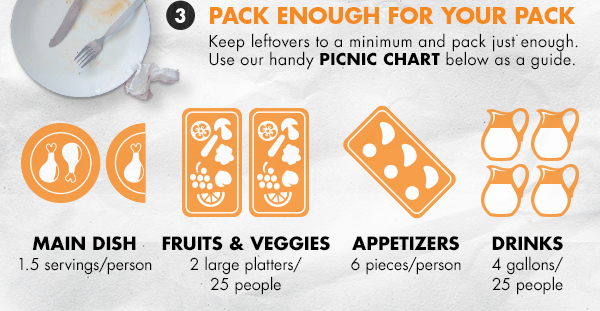 3 PACK ENOUGH FOR YOUR PACK
Keep leftovers to a minimum and pack just enough.
Use our handy PICNIC CHART below as a guide.
MAIN DISH
1.5 servings/person
FRUITS & VEGGIES
2 large platters/
25 people
APPETIZERS
6 pieces/person
DRINKS
4 gallons/
25 people